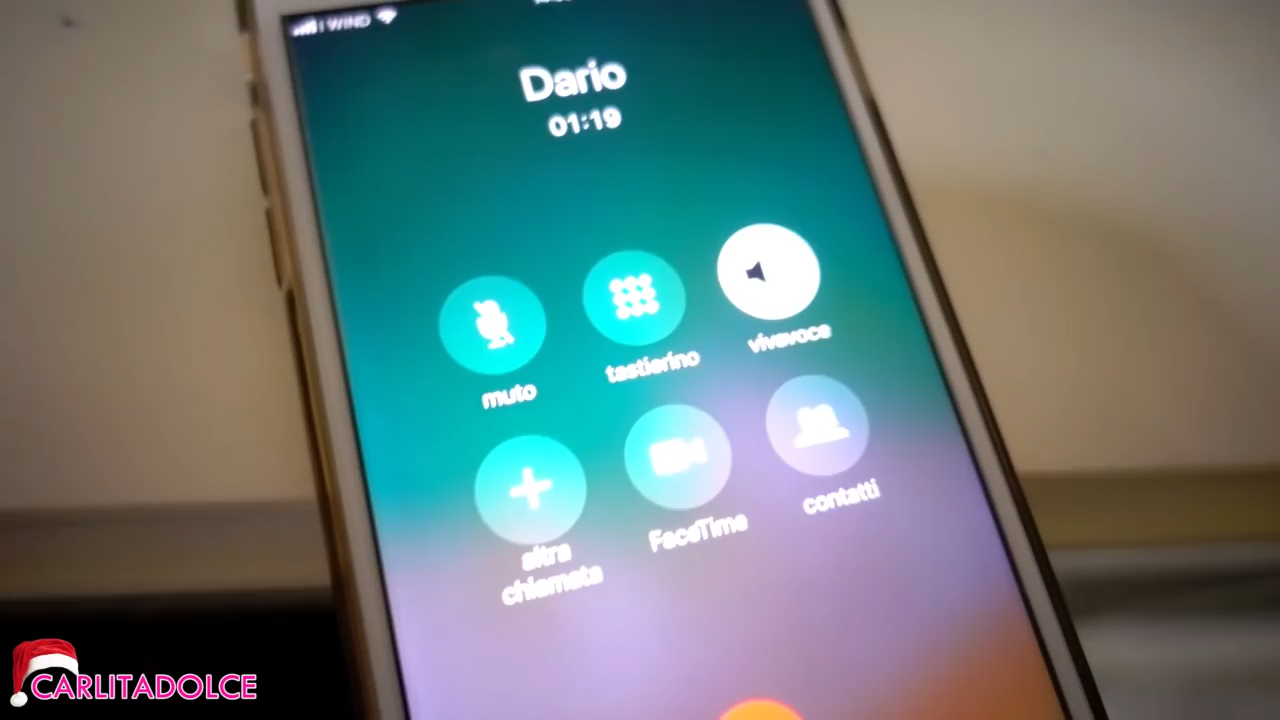 I WIND
Dario
01:19
muto
tastierino
vivavoce
altra
chiamata
FaceTime
contatti
CARLITADOLCE